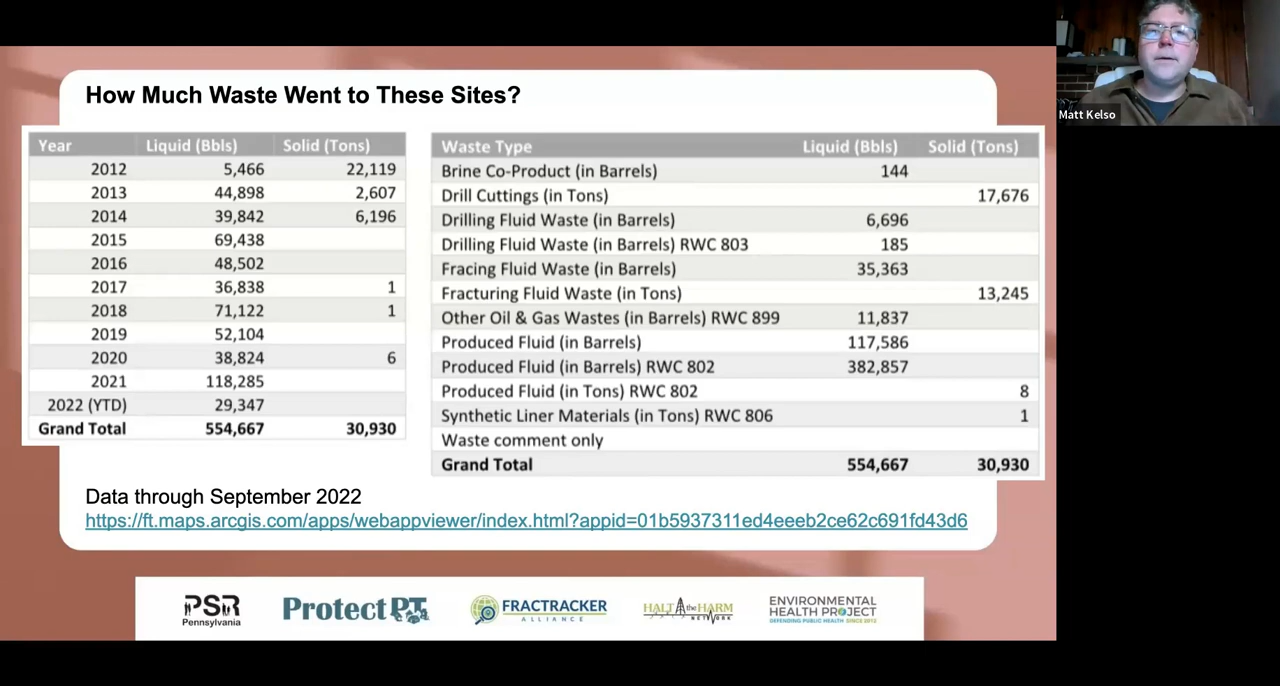 How Much Waste Went to These Sites?
Year Liquid (Bbls) Solid (Tons)
2012 5,466 22,119
2013 44,898 2,607
2014 39,842 6,196
2015 69,438
2016 48,502
2017 36,838 1
2018 71,122 1
2019 52,104
2020 38,824 6
2021 118,285
2022 (YTD) 29,347
Grand Total 554,667 30,930
Waste Type Liquid (Bbls) Solid (Tons)
Brine Co-Product (in Barrels) 144
Drill Cuttings (in Tons) 17,676
Drilling Fluid Waste (in Barrels) 6,696
Drilling Fluid Waste (in Barrels) RWC 803 185
Fracing Fluid Waste (in Barrels) 35,363
Fracturing Fluid Waste (in Tons) 13,245
Other Oil & Gas Wastes (in Barrels) RWC 899 11,837
Produced Fluid (in Barrels) 117,586
Produced Fluid (in Barrels) RWC 802 382,857
Produced Fluid (in Tons) RWC 802 8
Synthetic Liner Materials (in Tons) RWC 806 1
Waste comment only
Grand Total 554,667 30,930
Data through September 2022
https://ft.maps.arcgis.com/apps/webappviewer/index.html?appid=01b5937311ed4eeeb2ce62c691fd43d6
PSR
Pennsylvania
Protect PT
FRACTRACKER
ALLIANCE
HALT the HARM
NETWORK
ENVIRONMENTAL
HEALTH PROJECT
DEFENDING PUBLIC HEALTH SINCE 2012
Matt Kelso